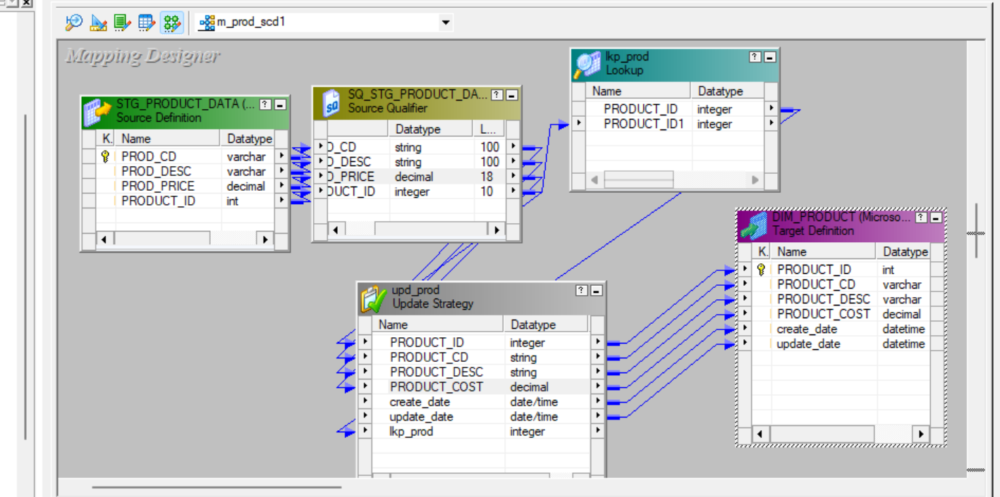 m_prod_scd1
Mapping Designer
STG_PRODUCT_DATA (... ?
Source Definition
K. Name Datatype
PROD_CD varchar
PROD_DESC varchar
PROD_PRICE decimal
PRODUCT_ID int
SQ_STG_PRODUCT_DA... ?
SQ
Source Qualifier
Datatype L...
D_CD string 100
D_DESC string 100
D_PRICE decimal 18
DUCT_ID integer 10
lkp_prod ?
Lookup
Name Datatype
PRODUCT_ID integer
PRODUCT_ID1 integer
upd_prod ?
Update Strategy
Name Datatype
PRODUCT_ID integer
PRODUCT_CD string
PRODUCT_DESC string
PRODUCT_COST decimal
create_date date/time
update_date date/time
lkp_prod integer
DIM_PRODUCT (Microso... ?
Target Definition
K. Name Datatype
PRODUCT_ID int
PRODUCT_CD varchar
PRODUCT_DESC varchar
PRODUCT_COST decimal
create_date datetime
update_date datetime